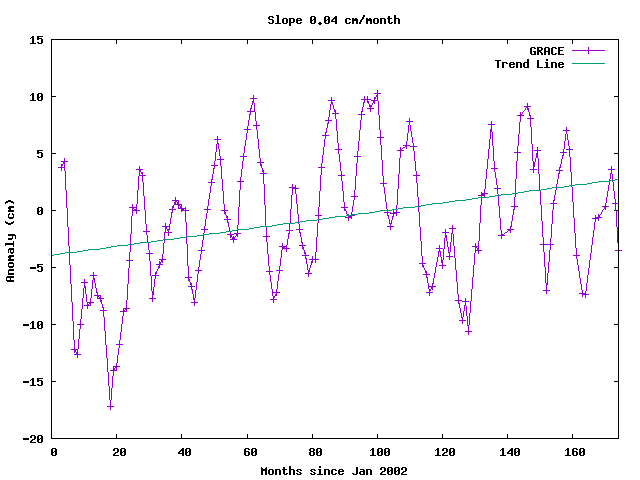 Slope 0.04 cm/month
GRACE
Trend Line
15
10
5
0
-5
-10
-15
-20
Anomaly (cm)
0 20 40 60 80 100 120 140 160
Months since Jan 2002